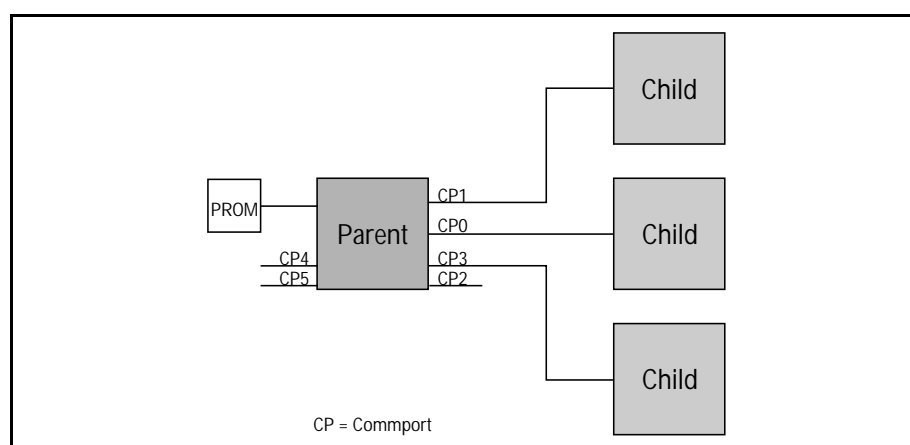 Child
CP1
PROM
Parent
CP0
Child
CP4
CP3
CP5
CP2
Child
CP = Commport